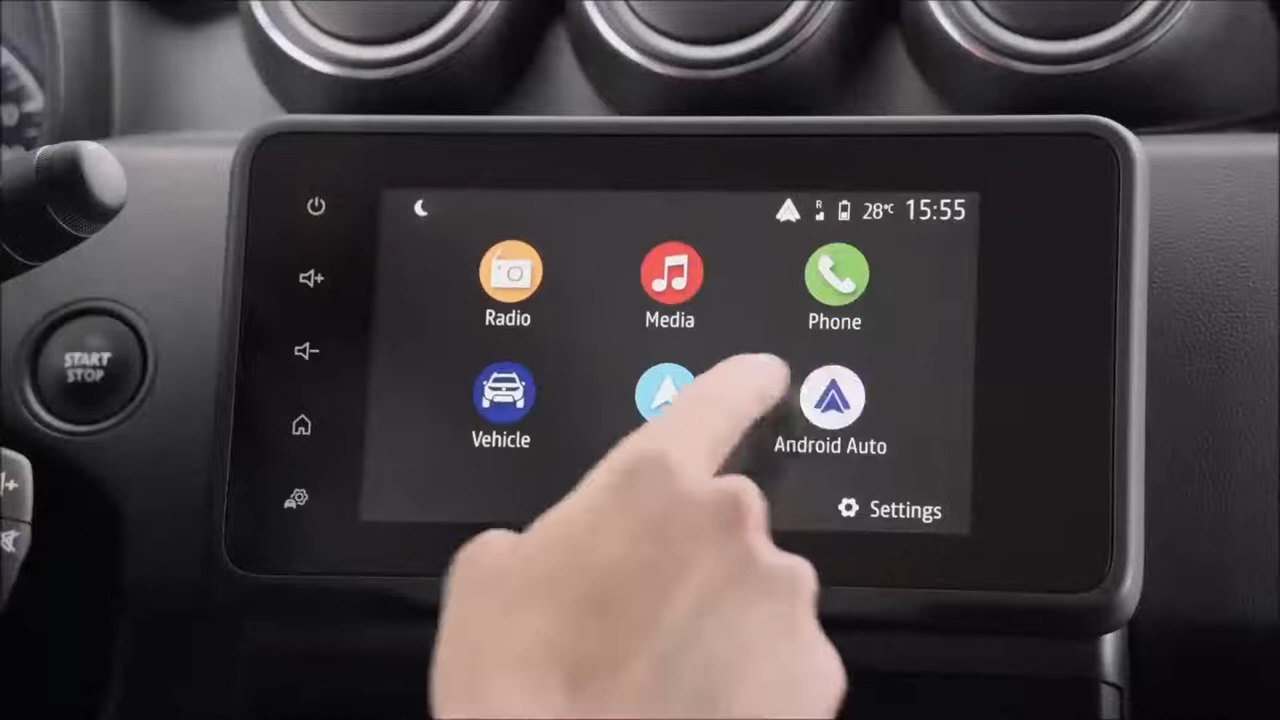 R
28°C
15:55
Radio
Media
Phone
START
STOP
Vehicle
Android Auto
Settings